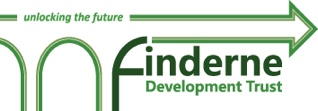 unlocking the future
finderne
Development Trust